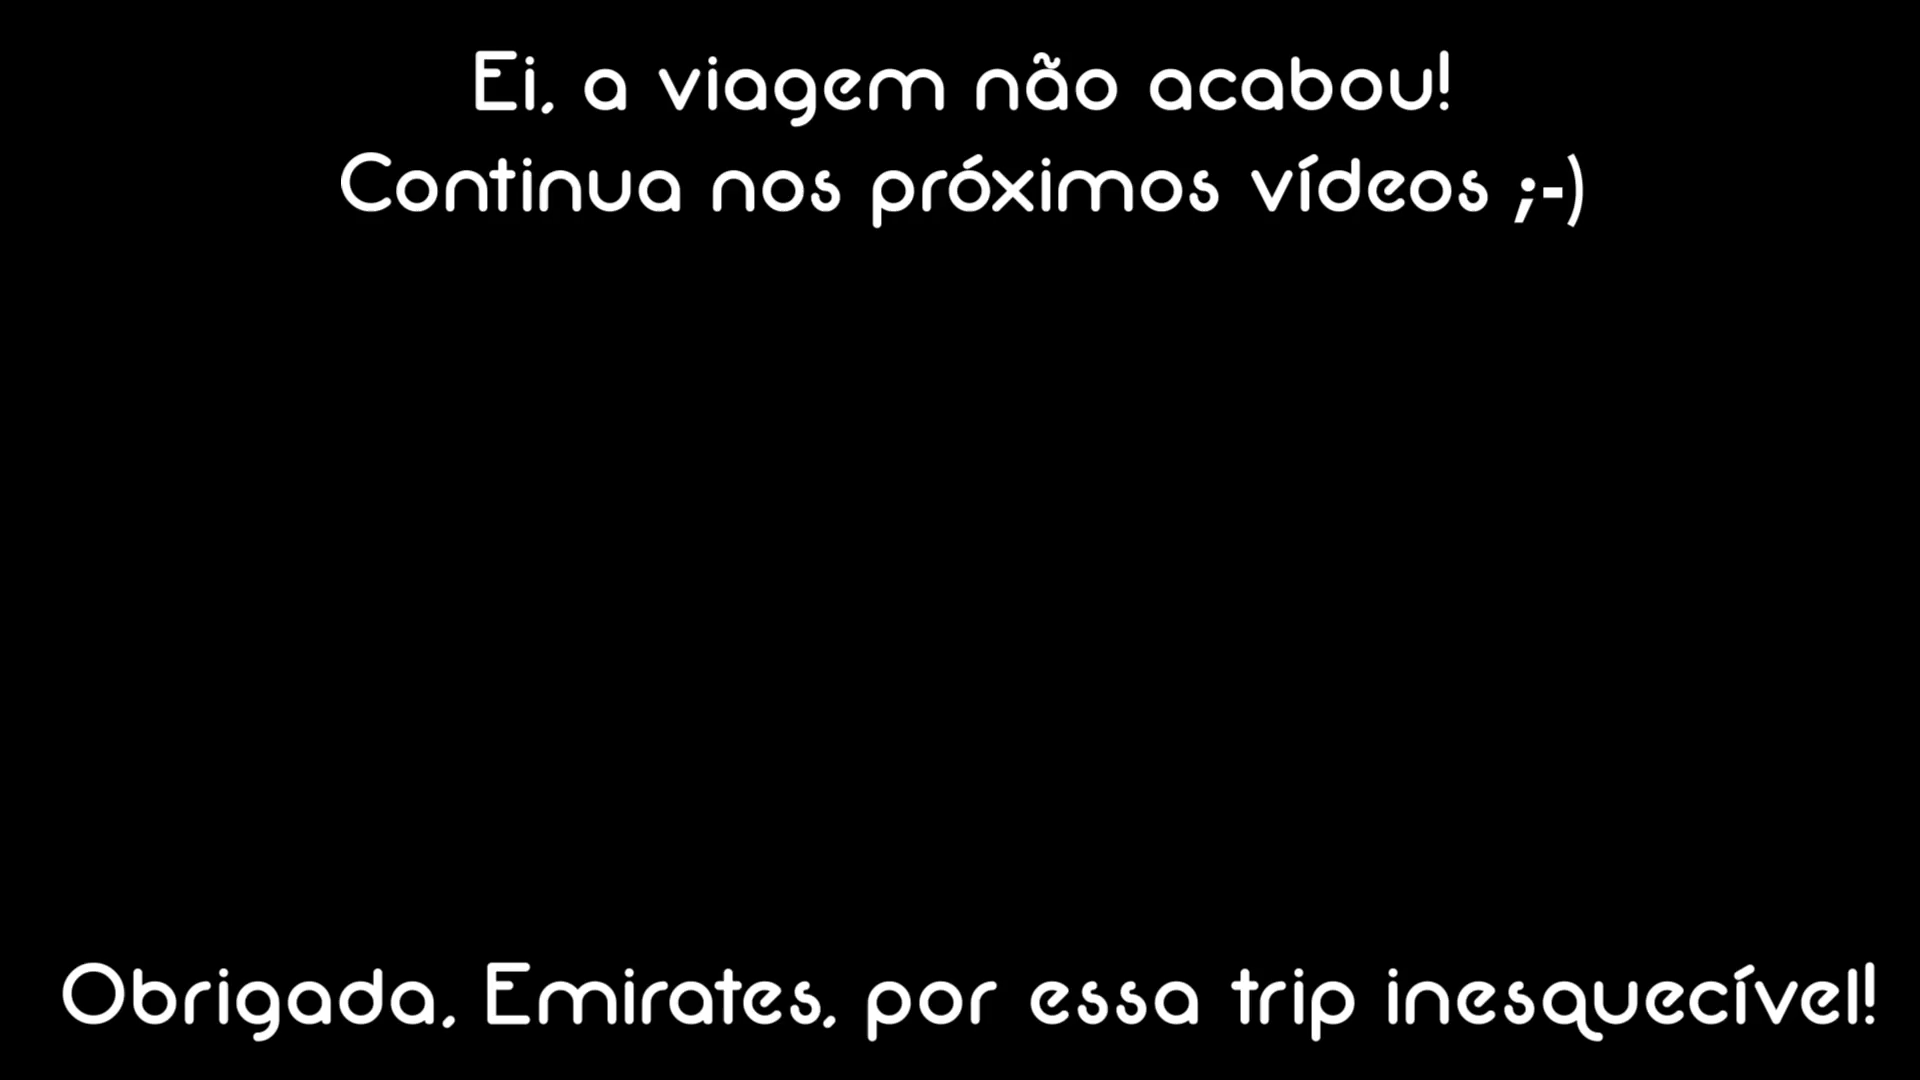 Ei, a viagem não acabou!
Continua nos próximos vídeos ;-)
Obrigada, Emirates, por essa trip inesquecível!